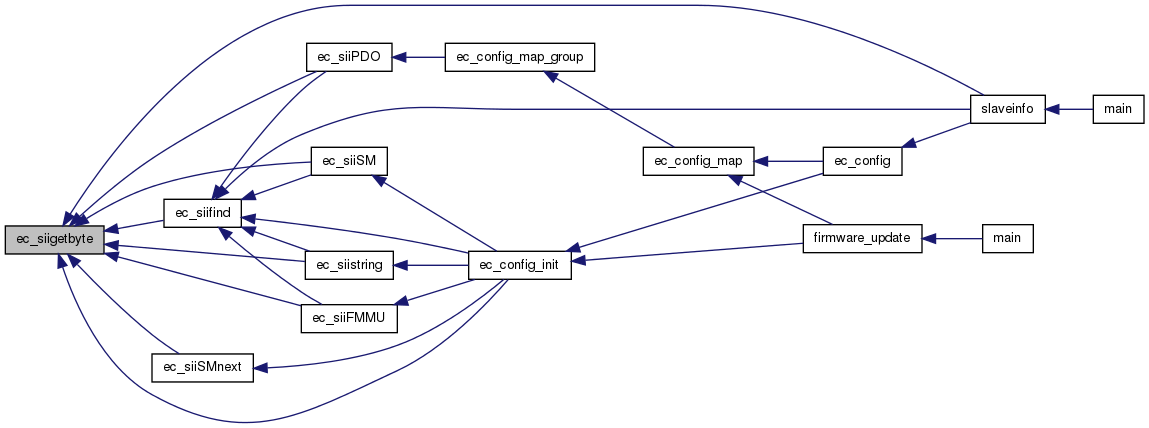 ec_siiPDO
ec_config_map_group
slaveinfo
main
ec_siiSM
ec_config_map
ec_config
ec_siifind
ec_siigetbyte
firmware_update
main
ec_siistring
ec_config_init
ec_siiFMMU
ec_siiSMnext